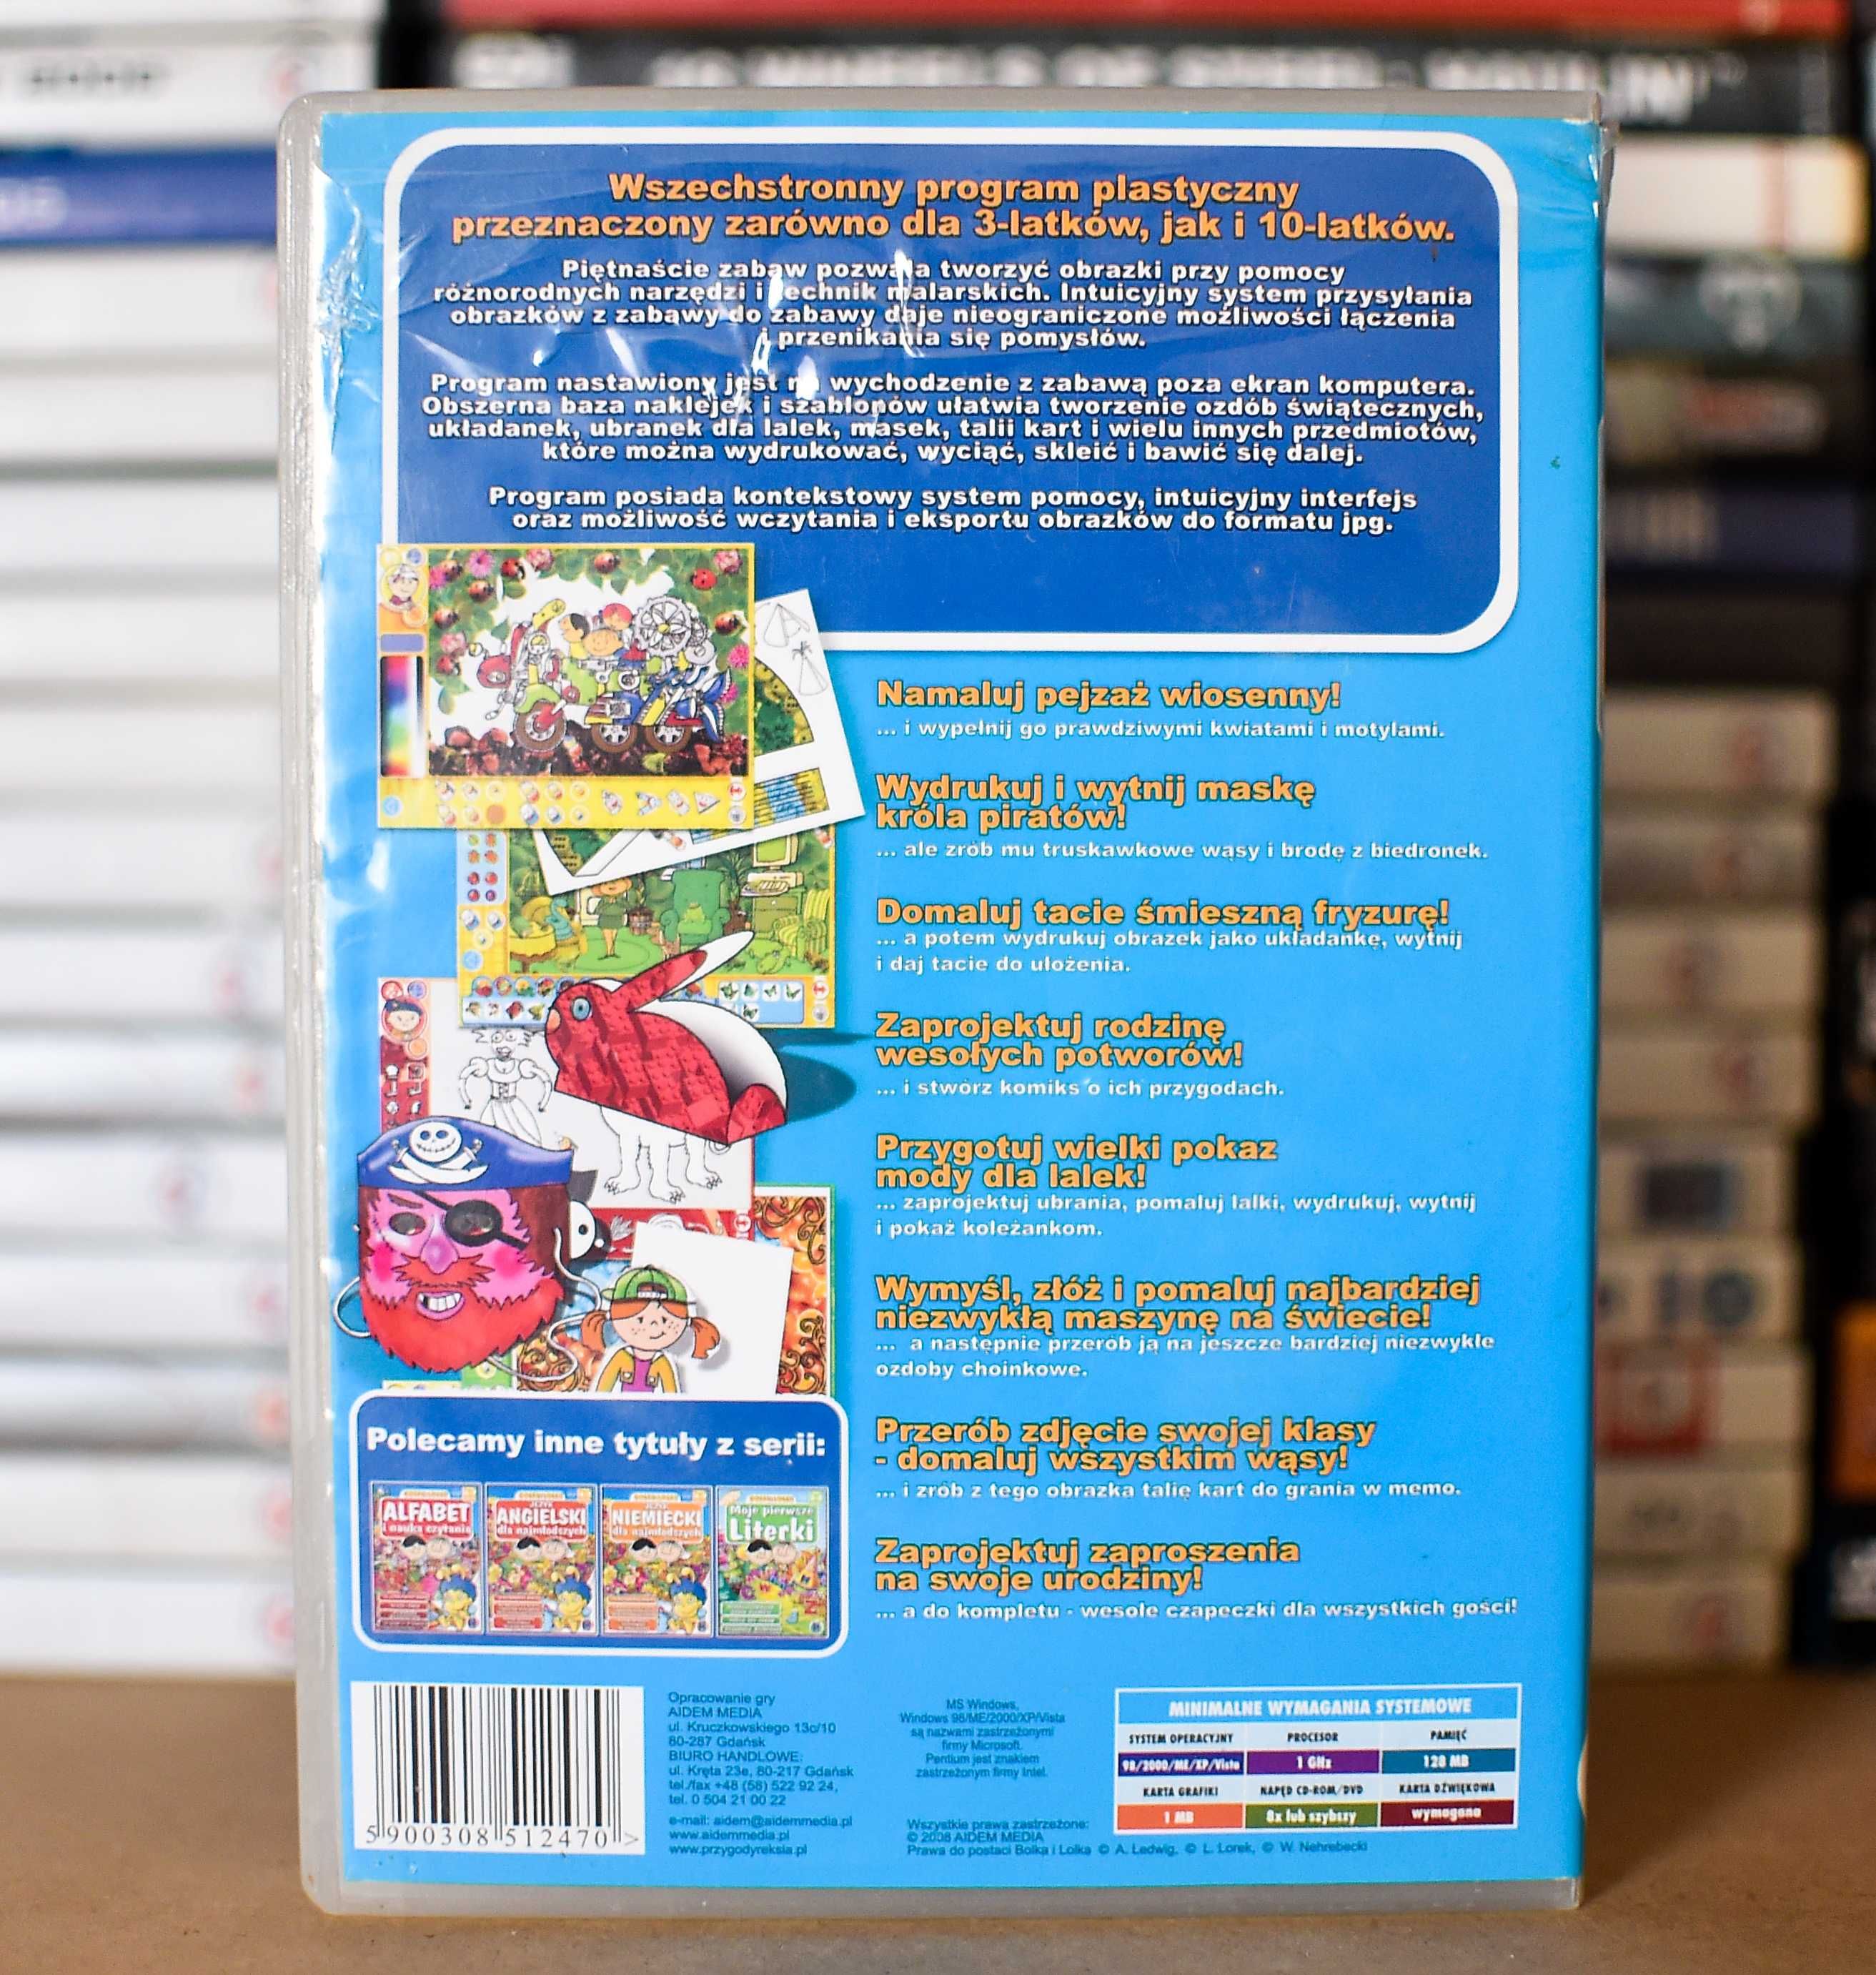 Wszechstronny program plastyczny
przeznaczony zarówno dla 3-latków, jak i 10-latków.
Piętnaście zabaw pozwala tworzyć obrazki przy pomocy
różnorodnych narzędzi i technik malarskich. Intuicyjny system przysyłania
obrazków z zabawy do zabawy daje nieograniczone możliwości łączenia
i przenikania się pomysłów.
Program nastawiony jest na wychodzenie z zabawą poza ekran komputera.
Obszerna baza naklejek i szablonów ułatwia tworzenie ozdób świątecznych,
układanek, ubranek dla lalek, masek, talii kart i wielu innych przedmiotów,
które można wydrukować, wyciąć, skleić i bawić się dalej.
Program posiada kontekstowy system pomocy, intuicyjny interfejs
oraz możliwość wczytania i eksportu obrazków do formatu jpg.
Namaluj pejzaż wiosenny!
... i wypełnij go prawdziwymi kwiatami i motylami.
Wydrukuj i wytnij maskę
króla piratów!
... ale zrób mu truskawkowe wąsy i brodę z biedronek.
Domaluj tacie śmieszną fryzurę!
... a potem wydrukuj obrazek jako układankę, wytnij
i daj tacie do ułożenia.
Zaprojektuj rodzinę
wesołych potworów!
... i stwórz komiks o ich przygodach.
Przygotuj wielki pokaz
mody dla lalek!
... zaprojektuj ubrania, pomaluj lalki, wydrukuj, wytnij
i pokaż koleżankom.
Wymyśl, złóż i pomaluj najbardziej
niezwykłą maszynę na świecie!
... a następnie przerób ją na jeszcze bardziej niezwykłe
ozdoby choinkowe.
Przerób zdjęcie swojej klasy
- domaluj wszystkim wąsy!
... i zrób z tego obrazka talię kart do grania w memo.
Zaprojektuj zaproszenia
na swoje urodziny!
... a do kompletu - wesołe czapeczki dla wszystkich gości!
Polecamy inne tytuły z serii:
ALFABET
i nauka czytania
JĘZYK
ANGIELSKI
dla najmłodszych
JĘZYK
NIEMIECKI
dla najmłodszych
Moje pierwsze
Literki
5 900308 512470 >
Opracowanie gry
AIDEM MEDIA
ul. Kruczkowskiego 13c/10
80-287 Gdańsk
BIURO HANDLOWE:
ul. Kręta 23e, 80-217 Gdańsk
tel./fax +48 (58) 522 92 24,
tel. 0 504 21 00 22
e-mail: aidem@aidemmedia.pl
www.aidemmedia.pl
www.przygodyreksia.pl
MS Windows,
Windows 98/ME/2000/XP/Vista
są nazwami zastrzeżonymi
firmy Microsoft.
Pentium jest znakiem
zastrzeżonym firmy Intel.
Wszystkie prawa zastrzeżone:
© 2008 AIDEM MEDIA
Prawa do postaci Bolka i Lolka © A. Ledwig, © L. Lorek, © W. Nehrebecki
MINIMALNE WYMAGANIA SYSTEMOWE
SYSTEM OPERACYJNY PROCESOR PAMIĘĆ
98/2000/ME/XP/Vista 1 GHz 128 MB
KARTA GRAFIKI NAPĘD CD-ROM/DVD KARTA DŹWIĘKOWA
1 MB 8x lub szybszy wymagana